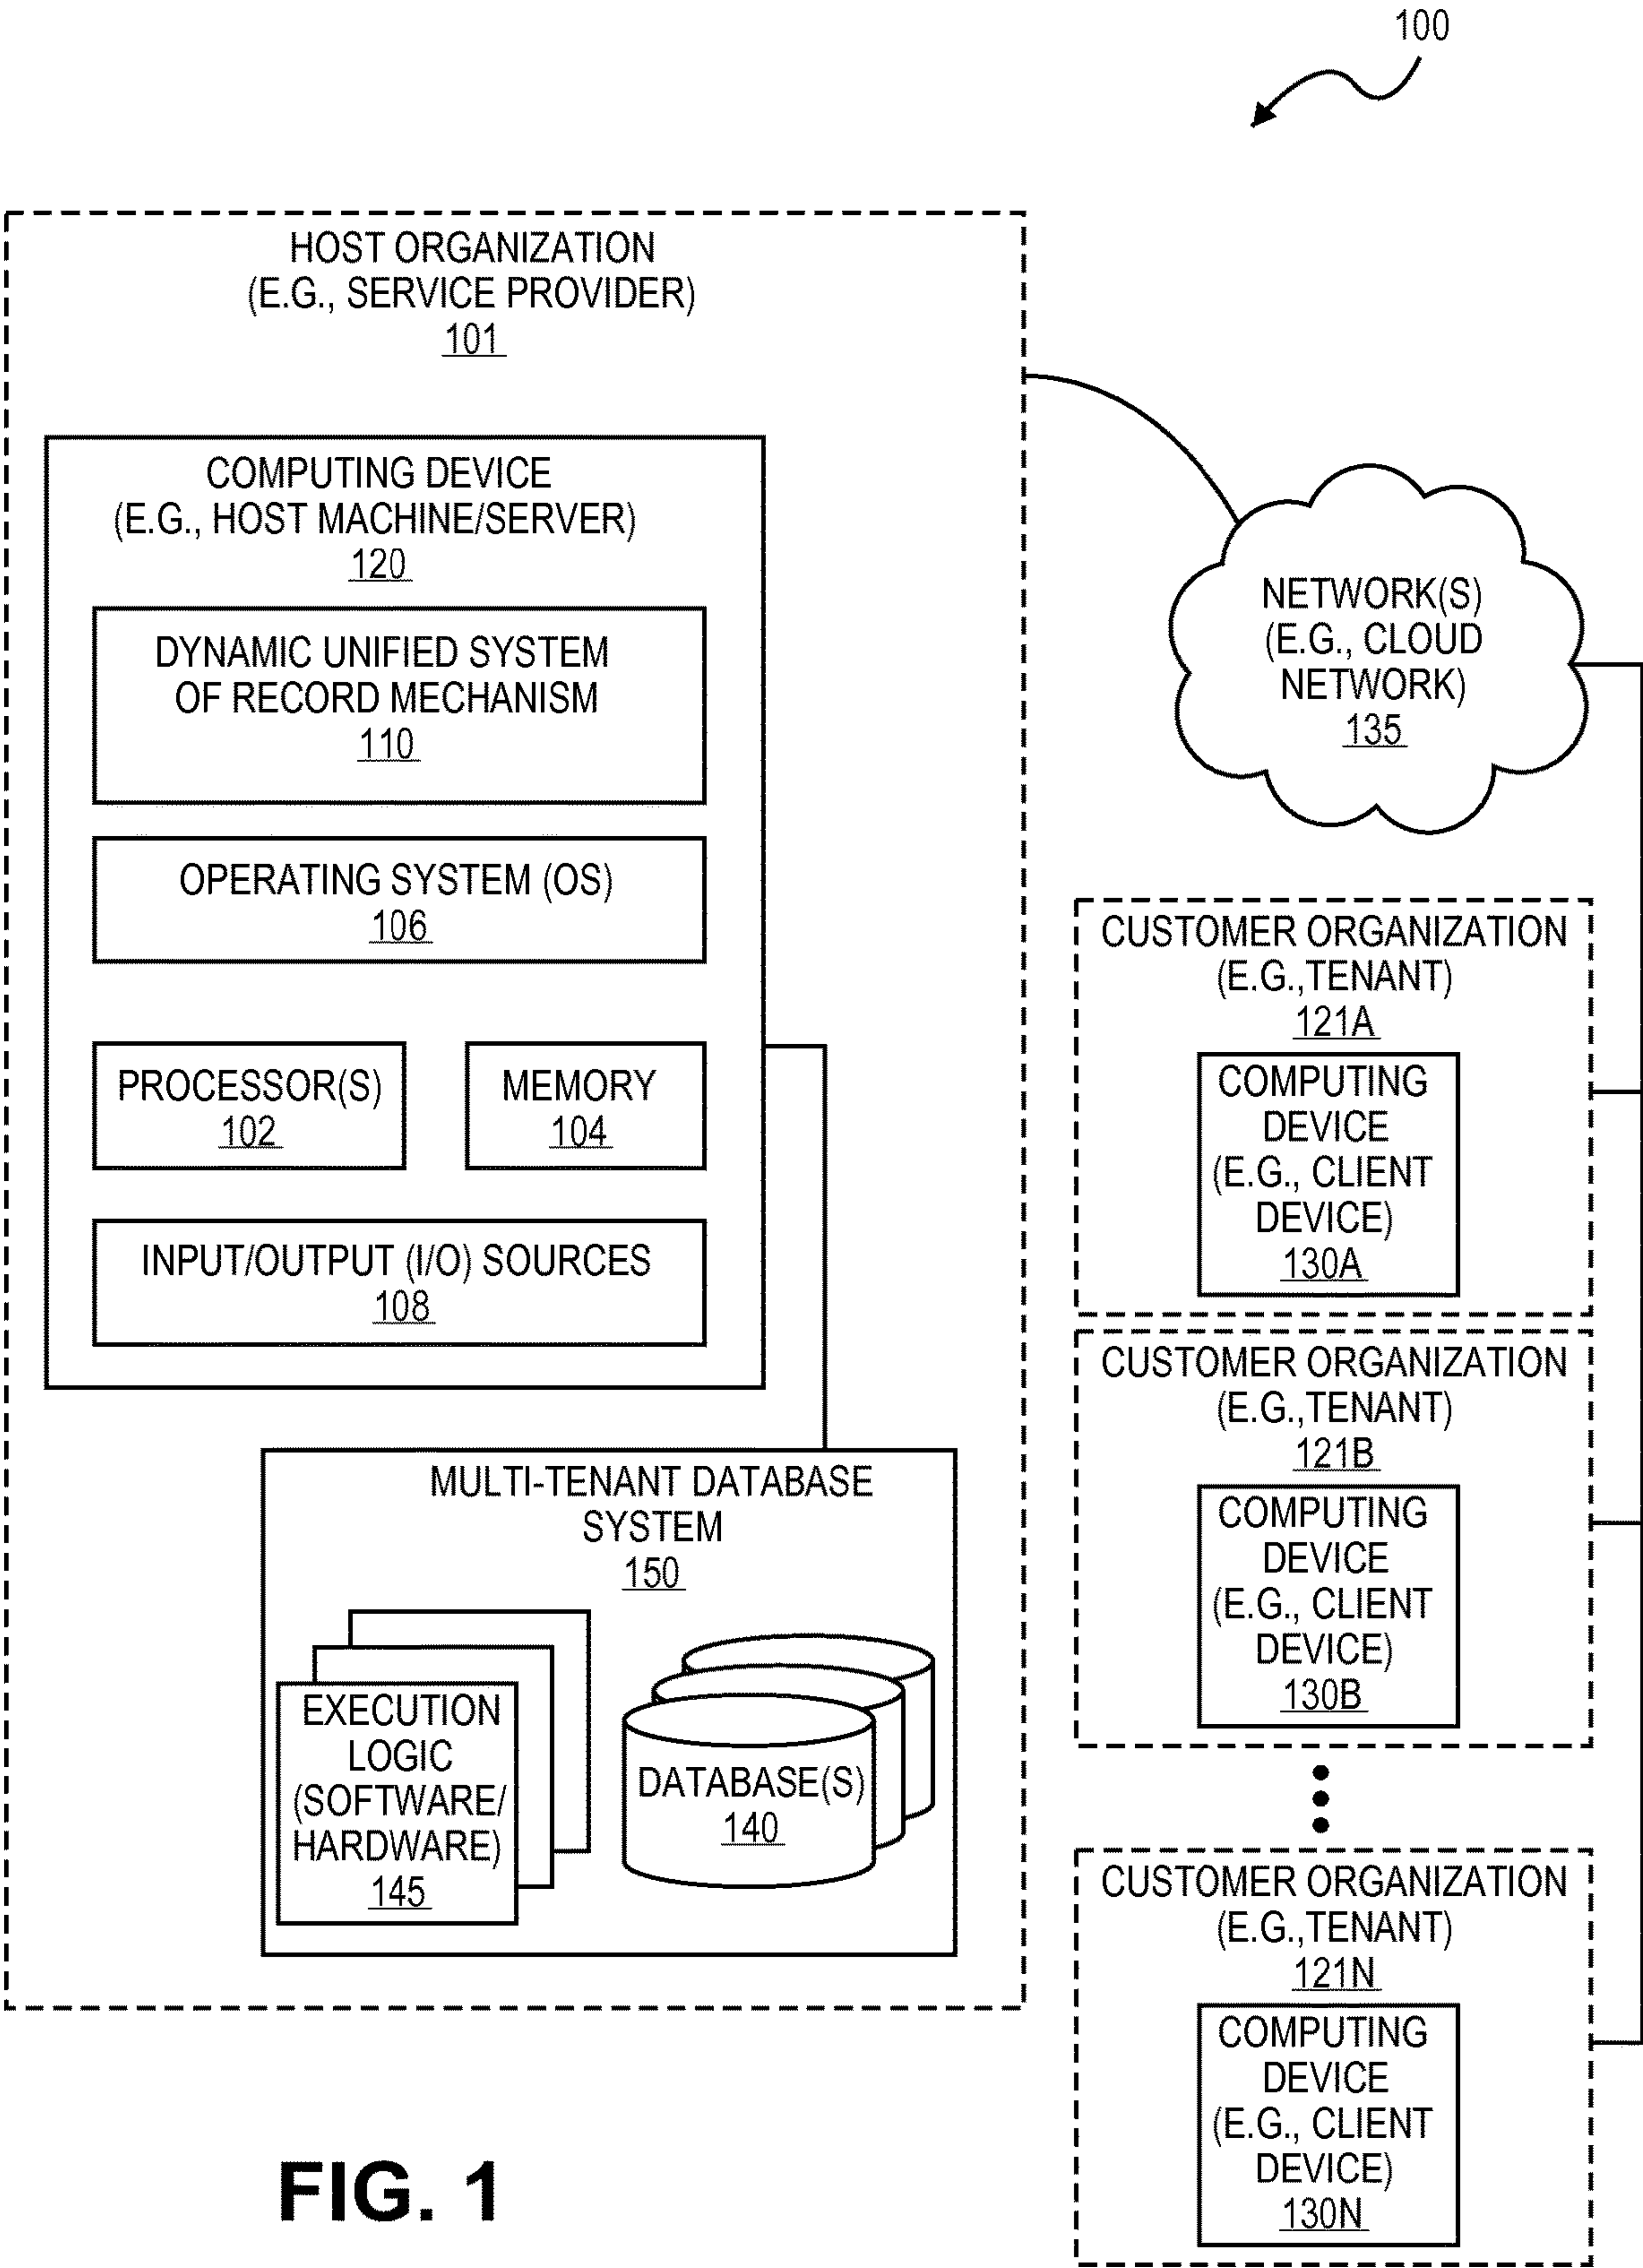 100
HOST ORGANIZATION
(E.G., SERVICE PROVIDER)
101
COMPUTING DEVICE
(E.G., HOST MACHINE/SERVER)
120
DYNAMIC UNIFIED SYSTEM
OF RECORD MECHANISM
110
OPERATING SYSTEM (OS)
106
PROCESSOR(S)
102
MEMORY
104
INPUT/OUTPUT (I/O) SOURCES
108
MULTI-TENANT DATABASE
SYSTEM
150
EXECUTION
LOGIC
(SOFTWARE/
HARDWARE)
145
DATABASE(S)
140
NETWORK(S)
(E.G., CLOUD
NETWORK)
135
CUSTOMER ORGANIZATION
(E.G.,TENANT)
121A
COMPUTING
DEVICE
(E.G., CLIENT
DEVICE)
130A
CUSTOMER ORGANIZATION
(E.G.,TENANT)
121B
COMPUTING
DEVICE
(E.G., CLIENT
DEVICE)
130B
CUSTOMER ORGANIZATION
(E.G.,TENANT)
121N
COMPUTING
DEVICE
(E.G., CLIENT
DEVICE)
130N
FIG. 1